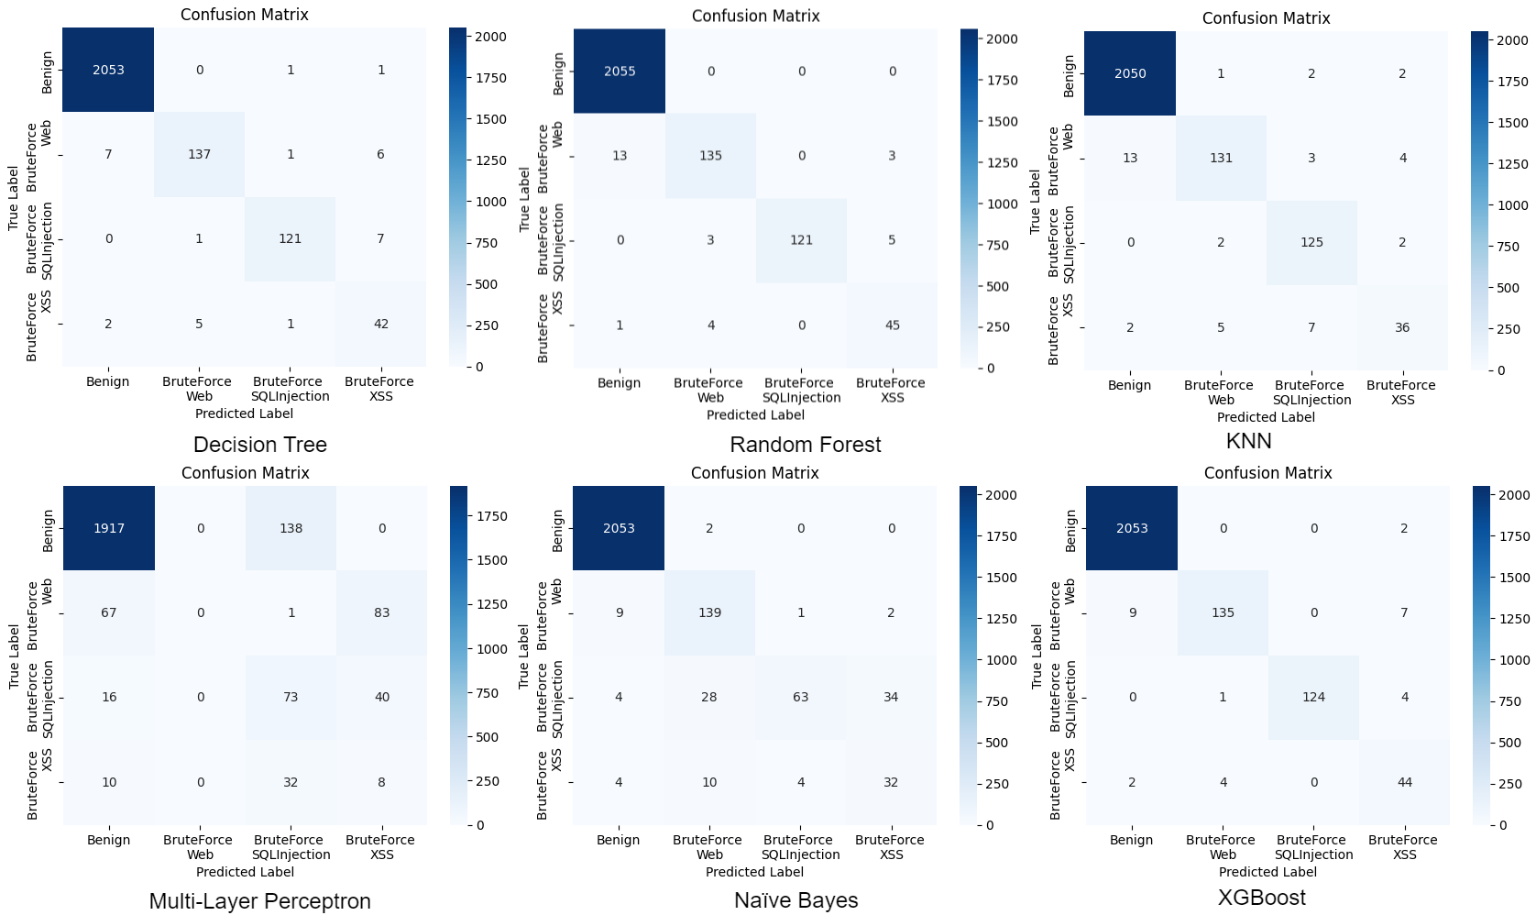 Confusion Matrix
2053 0 1 1
7 137 1 6
0 1 121 7
2 5 1 42
True Label
Benign
BruteForce
Web
BruteForce
SQLInjection
BruteForce
XSS
Benign
BruteForce
Web
BruteForce
SQLInjection
BruteForce
XSS
Predicted Label
2000
1750
1500
1250
1000
750
500
250
0
Decision Tree
Confusion Matrix
2055 0 0 0
13 135 0 3
0 3 121 5
1 4 0 45
True Label
Benign
BruteForce
Web
BruteForce
SQLInjection
BruteForce
XSS
Benign
BruteForce
Web
BruteForce
SQLInjection
BruteForce
XSS
Predicted Label
2000
1750
1500
1250
1000
750
500
250
0
Random Forest
Confusion Matrix
2050 1 2 2
13 131 3 4
0 2 125 2
2 5 7 36
True Label
Benign
BruteForce
Web
BruteForce
SQLInjection
BruteForce
XSS
Benign
BruteForce
Web
BruteForce
SQLInjection
BruteForce
XSS
Predicted Label
2000
1750
1500
1250
1000
750
500
250
0
KNN
Confusion Matrix
1917 0 138 0
67 0 1 83
16 0 73 40
10 0 32 8
True Label
Benign
BruteForce
Web
BruteForce
SQLInjection
BruteForce
XSS
Benign
BruteForce
Web
BruteForce
SQLInjection
BruteForce
XSS
Predicted Label
1750
1500
1250
1000
750
500
250
0
Multi-Layer Perceptron
Confusion Matrix
2053 2 0 0
9 139 1 2
4 28 63 34
4 10 4 32
True Label
Benign
BruteForce
Web
BruteForce
SQLInjection
BruteForce
XSS
Benign
BruteForce
Web
BruteForce
SQLInjection
BruteForce
XSS
Predicted Label
2000
1750
1500
1250
1000
750
500
250
0
Naïve Bayes
Confusion Matrix
2053 0 0 2
9 135 0 7
0 1 124 4
2 4 0 44
True Label
Benign
BruteForce
Web
BruteForce
SQLInjection
BruteForce
XSS
Benign
BruteForce
Web
BruteForce
SQLInjection
BruteForce
XSS
Predicted Label
2000
1750
1500
1250
1000
750
500
250
0
XGBoost